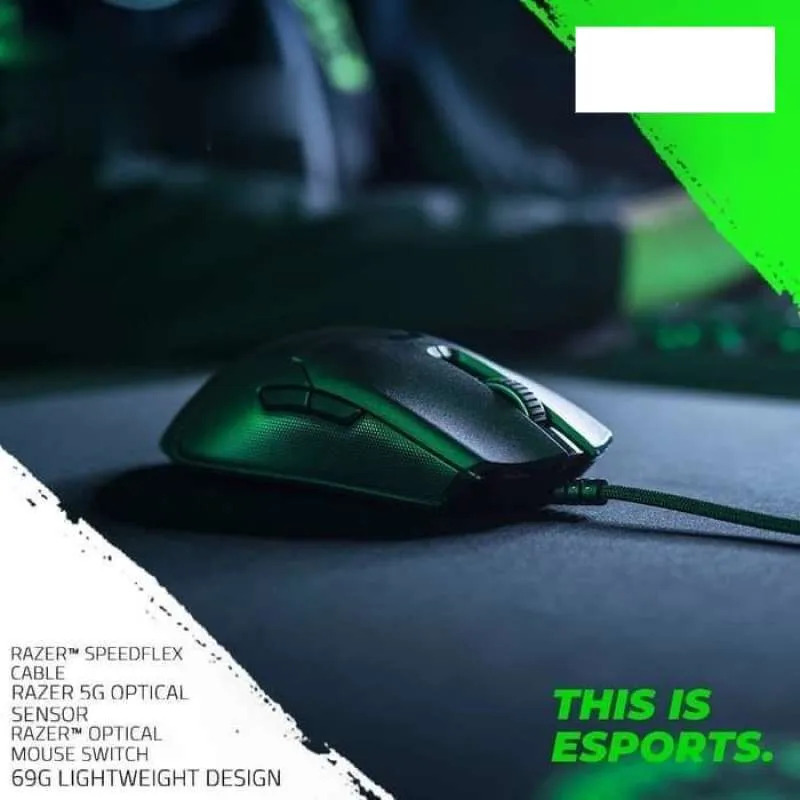 RAZER™ SPEEDFLEX
CABLE
RAZER 5G OPTICAL
SENSOR
RAZER™ OPTICAL
MOUSE SWITCH
69G LIGHTWEIGHT DESIGN
THIS IS
ESPORTS.